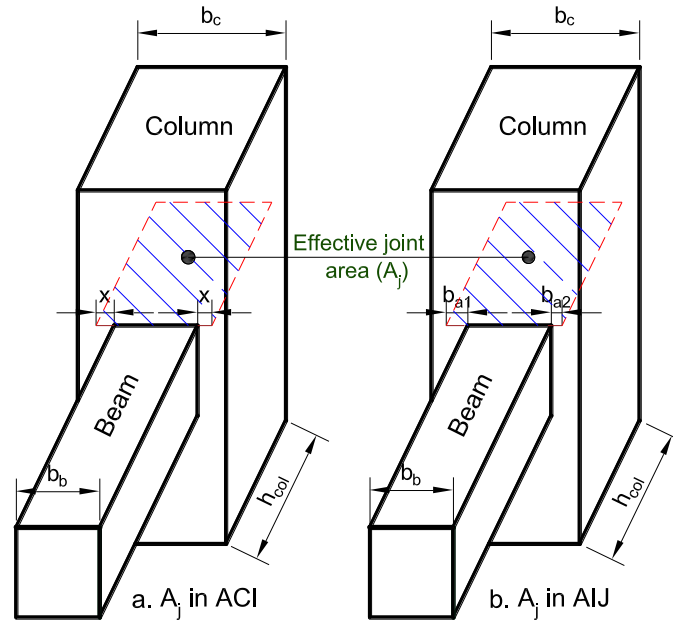 b_c
b_c
Column
Column
Effective joint
area (A_j)
x
x
b_a1
b_a2
Beam
Beam
b_b
b_b
h_col
h_col
a. A_j in ACI
b. A_j in AIJ